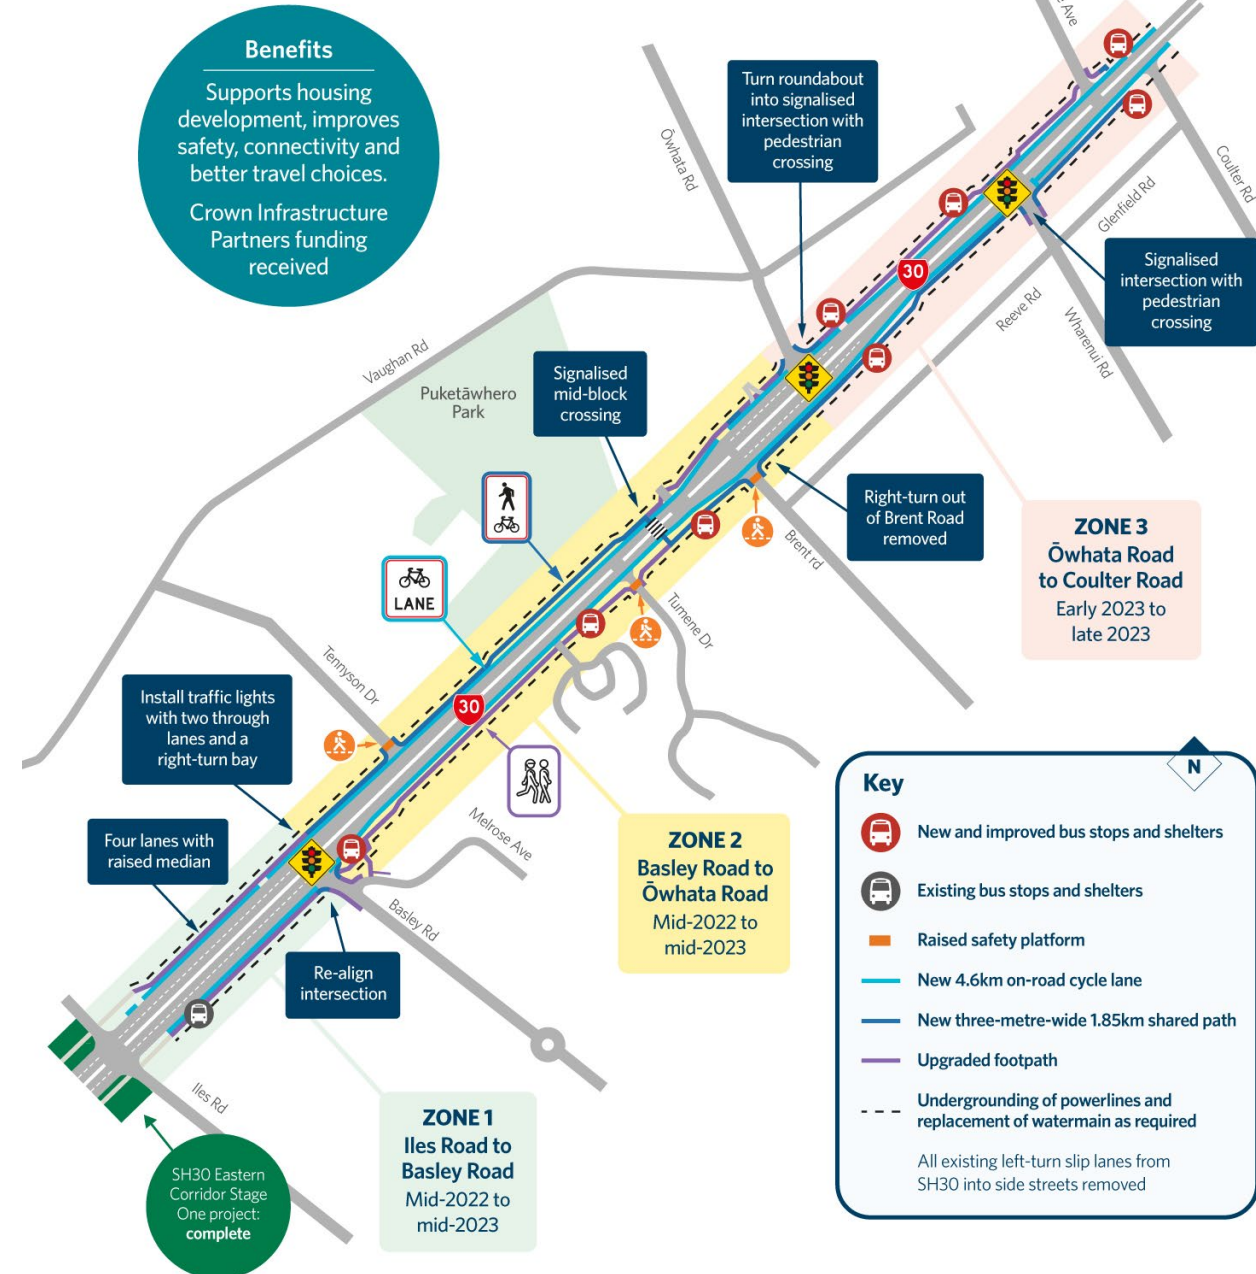 Benefits
Supports housing
development, improves
safety, connectivity and
better travel choices.
Crown Infrastructure
Partners funding
received
Turn roundabout
into signalised
intersection with
pedestrian
crossing
Ave
Ōwhata Rd
Coulter Rd
Glenfield Rd
30
Signalised
intersection with
pedestrian
crossing
Reeve Rd
Wharenui Rd
Vaughan Rd
Puketāwhero
Park
Signalised
mid-block
crossing
Right-turn out
of Brent Road
removed
Brent rd
ZONE 3
Ōwhata Road
to Coulter Road
Early 2023 to
late 2023
LANE
Tumene Dr
Tennyson Dr
30
Install traffic lights
with two through
lanes and a
right-turn bay
Four lanes with
raised median
Melrose Ave
Basley Rd
ZONE 2
Basley Road to
Ōwhata Road
Mid-2022 to
mid-2023
Re-align
intersection
Iles Rd
ZONE 1
Iles Road to
Basley Road
Mid-2022 to
mid-2023
SH30 Eastern
Corridor Stage
One project:
complete
N
Key
New and improved bus stops and shelters
Existing bus stops and shelters
Raised safety platform
New 4.6km on-road cycle lane
New three-metre-wide 1.85km shared path
Upgraded footpath
Undergrounding of powerlines and
replacement of watermain as required
All existing left-turn slip lanes from
SH30 into side streets removed